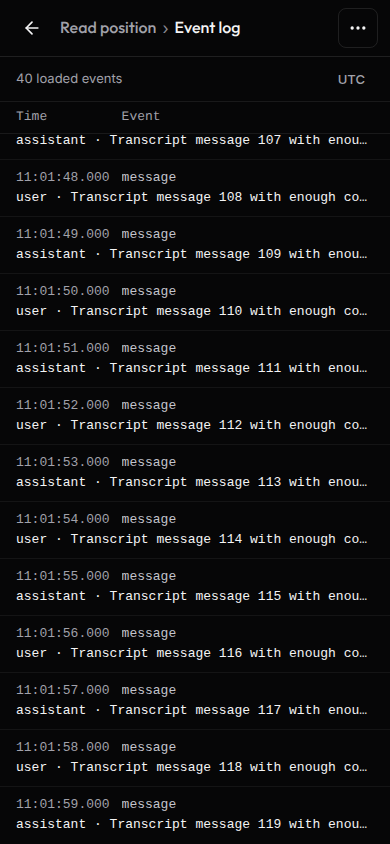 Read position › Event log
40 loaded events UTC
Time Event
assistant · Transcript message 107 with enou…
11:01:48.000 message
user · Transcript message 108 with enough co…
11:01:49.000 message
assistant · Transcript message 109 with enou…
11:01:50.000 message
user · Transcript message 110 with enough co…
11:01:51.000 message
assistant · Transcript message 111 with enou…
11:01:52.000 message
user · Transcript message 112 with enough co…
11:01:53.000 message
assistant · Transcript message 113 with enou…
11:01:54.000 message
user · Transcript message 114 with enough co…
11:01:55.000 message
assistant · Transcript message 115 with enou…
11:01:56.000 message
user · Transcript message 116 with enough co…
11:01:57.000 message
assistant · Transcript message 117 with enou…
11:01:58.000 message
user · Transcript message 118 with enough co…
11:01:59.000 message
assistant · Transcript message 119 with enou…